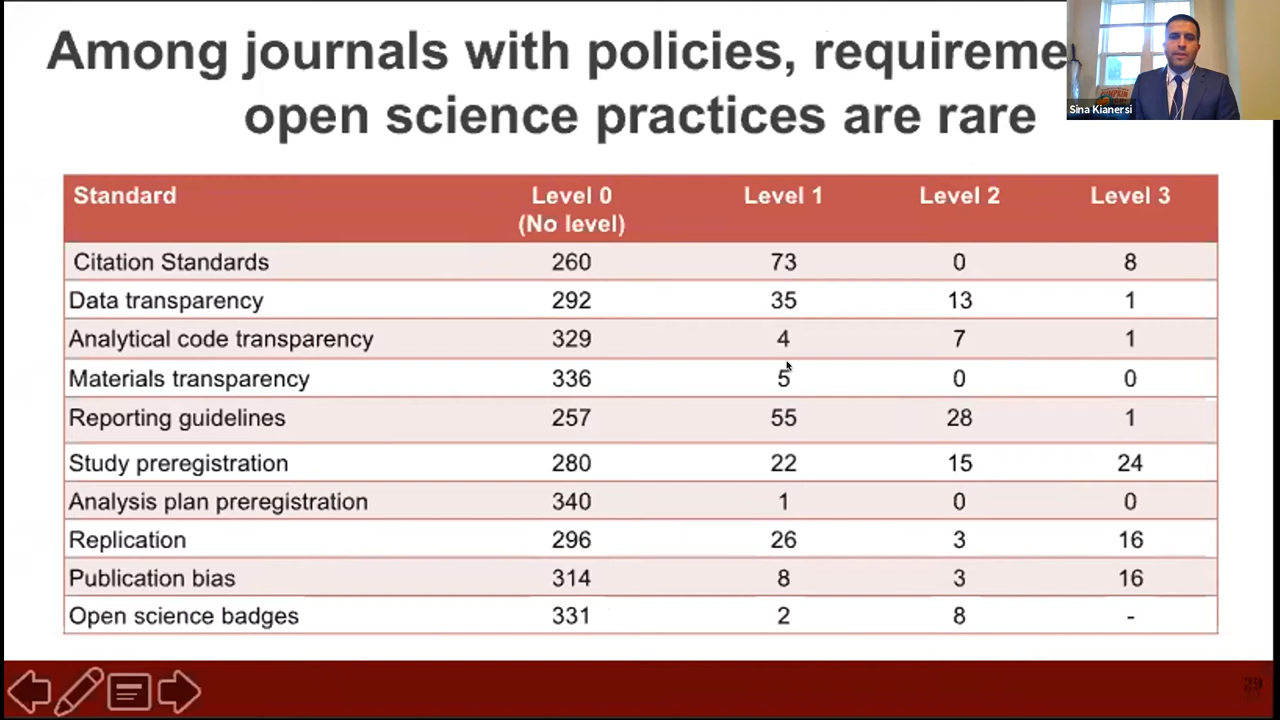 Among journals with policies, requireme
open science practices are rare
Sina Kianersi
Standard Level 0 Level 1 Level 2 Level 3
(No level)
Citation Standards 260 73 0 8
Data transparency 292 35 13 1
Analytical code transparency 329 4 7 1
Materials transparency 336 5 0 0
Reporting guidelines 257 55 28 1
Study preregistration 280 22 15 24
Analysis plan preregistration 340 1 0 0
Replication 296 26 3 16
Publication bias 314 8 3 16
Open science badges 331 2 8 -
29